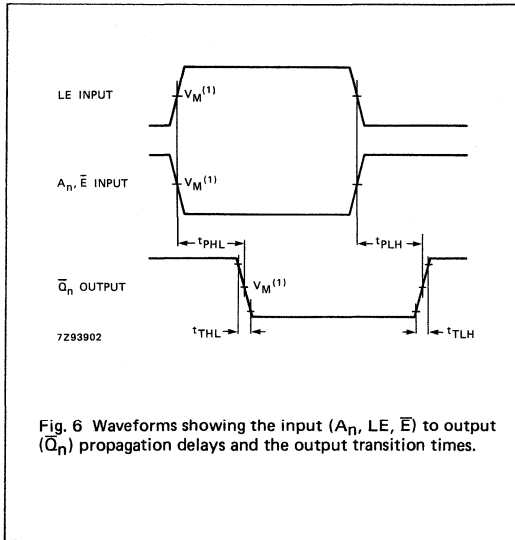 LE INPUT
V_M(1)
A_n, E̅ INPUT
V_M(1)
t_PHL
t_PLH
Q̅_n OUTPUT
V_M(1)
7Z93902
t_THL
t_TLH
Fig. 6 Waveforms showing the input (A_n, LE, E̅) to output
(Q̅_n) propagation delays and the output transition times.